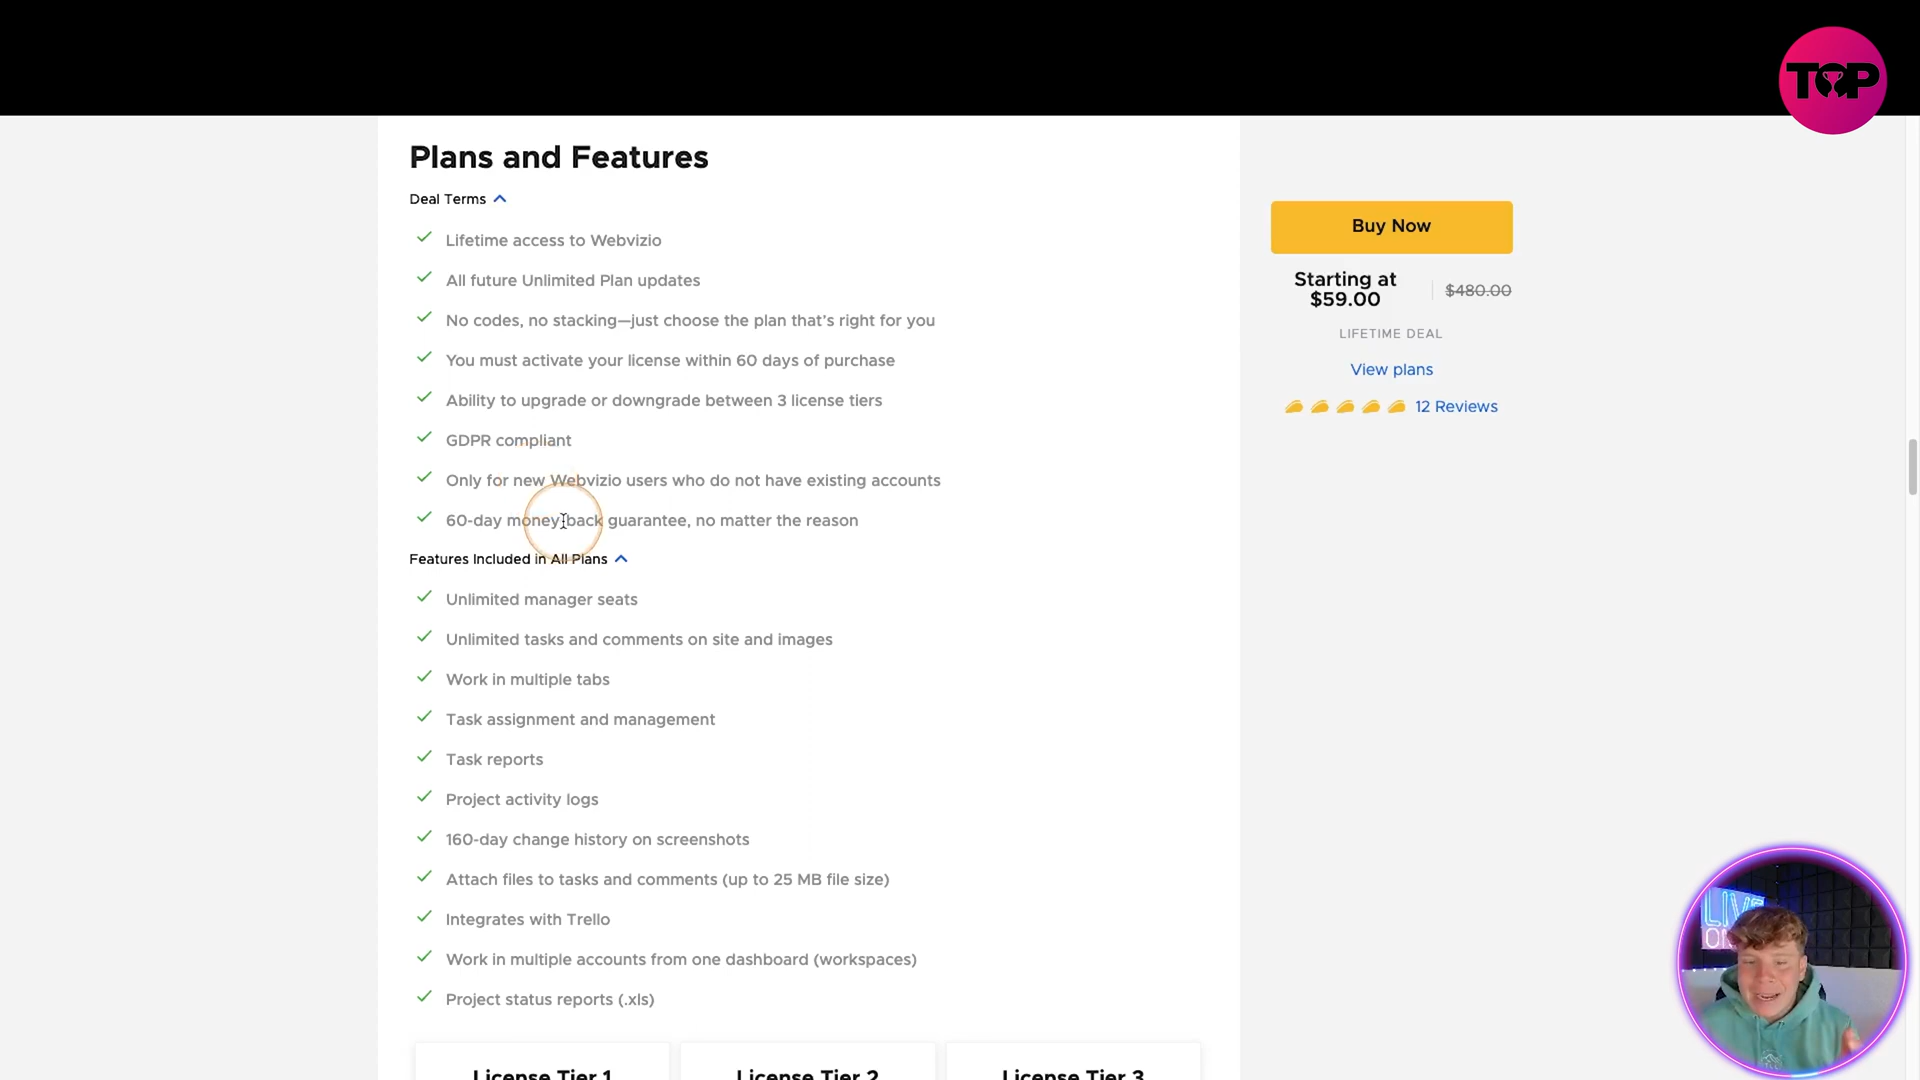 TOP
Plans and Features
Deal Terms
Lifetime access to Webvizio
All future Unlimited Plan updates
No codes, no stacking—just choose the plan that's right for you
You must activate your license within 60 days of purchase
Ability to upgrade or downgrade between 3 license tiers
GDPR compliant
Only for new Webvizio users who do not have existing accounts
60-day money back guarantee, no matter the reason
Features Included in All Plans
Unlimited manager seats
Unlimited tasks and comments on site and images
Work in multiple tabs
Task assignment and management
Task reports
Project activity logs
160-day change history on screenshots
Attach files to tasks and comments (up to 25 MB file size)
Integrates with Trello
Work in multiple accounts from one dashboard (workspaces)
Project status reports (.xls)
License Tier 1
License Tier 2
License Tier 3
Buy Now
Starting at $480.00
$59.00
LIFETIME DEAL
View plans
12 Reviews
LIVE
ON